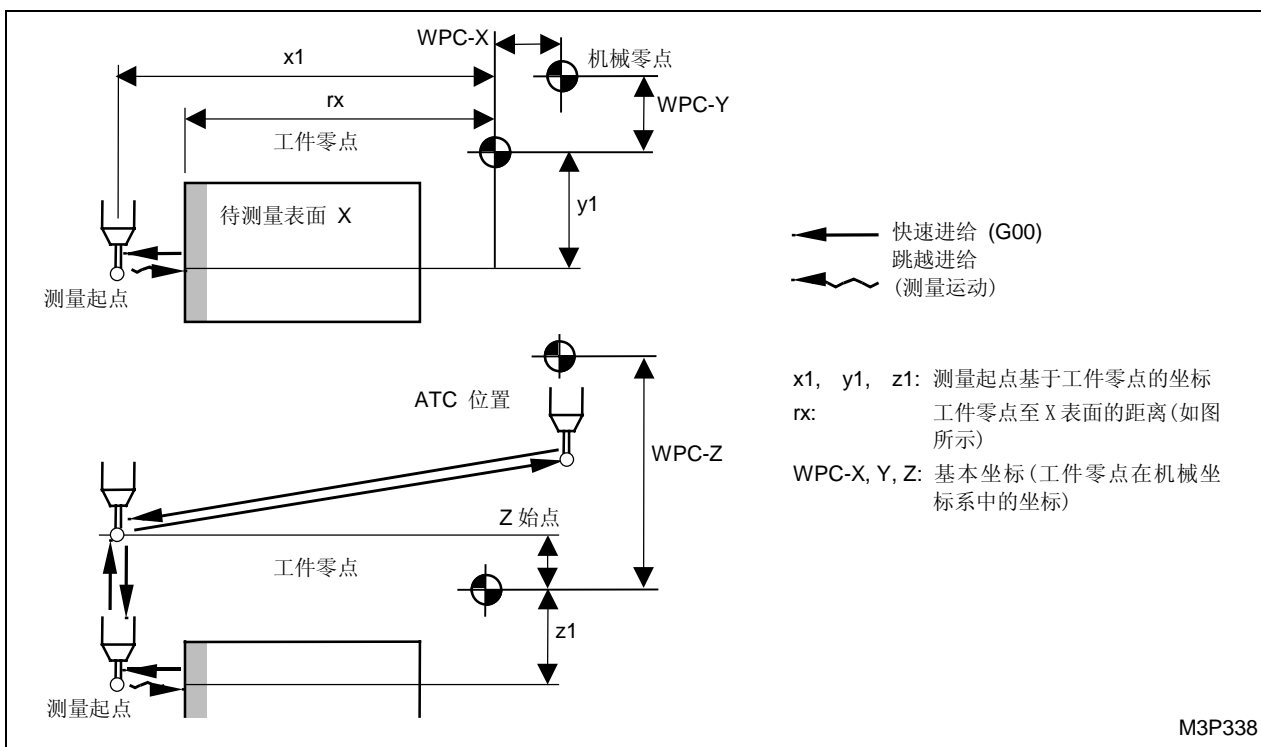 WPC-X
机械零点
x1
rx
WPC-Y
工件零点
待测量表面 X
y1
测量起点
快速进给 (G00)
跳越进给
(测量运动)
ATC 位置
WPC-Z
Z 始点
工件零点
z1
测量起点
x1, y1, z1: 测量起点基于工件零点的坐标
rx: 工件零点至 X 表面的距离(如图
所示)
WPC-X, Y, Z: 基本坐标(工件零点在机械坐
标系中的坐标)
M3P338